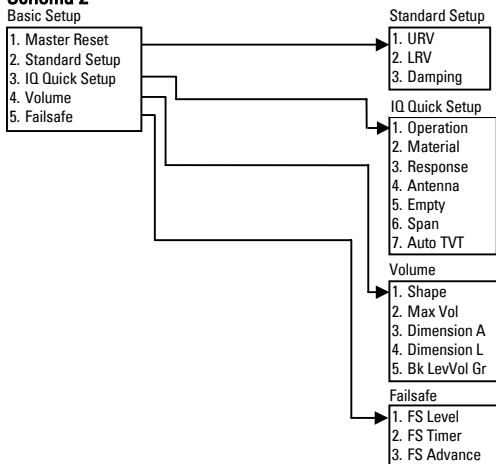 Schema 2
Basic Setup
1. Master Reset
2. Standard Setup
3. IQ Quick Setup
4. Volume
5. Failsafe
Standard Setup
1. URV
2. LRV
3. Damping
IQ Quick Setup
1. Operation
2. Material
3. Response
4. Antenna
5. Empty
6. Span
7. Auto TVT
Volume
1. Shape
2. Max Vol
3. Dimension A
4. Dimension L
5. Bk LevVol Gr
Failsafe
1. FS Level
2. FS Timer
3. FS Advance